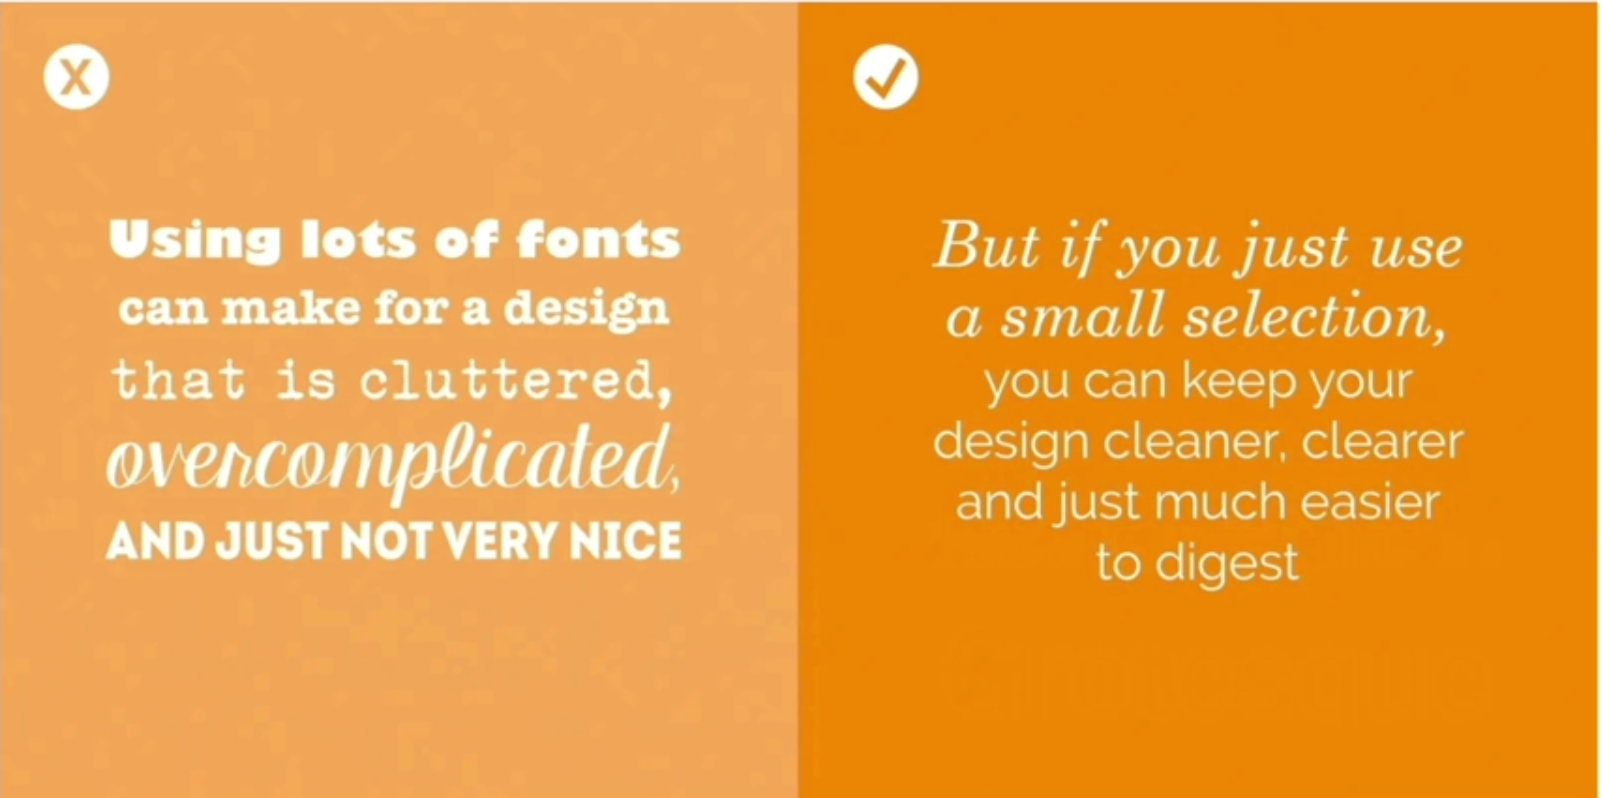 X
Using lots of fonts
can make for a design
that is cluttered,
overcomplicated,
AND JUST NOT VERY NICE
But if you just use
a small selection,
you can keep your
design cleaner, clearer
and just much easier
to digest